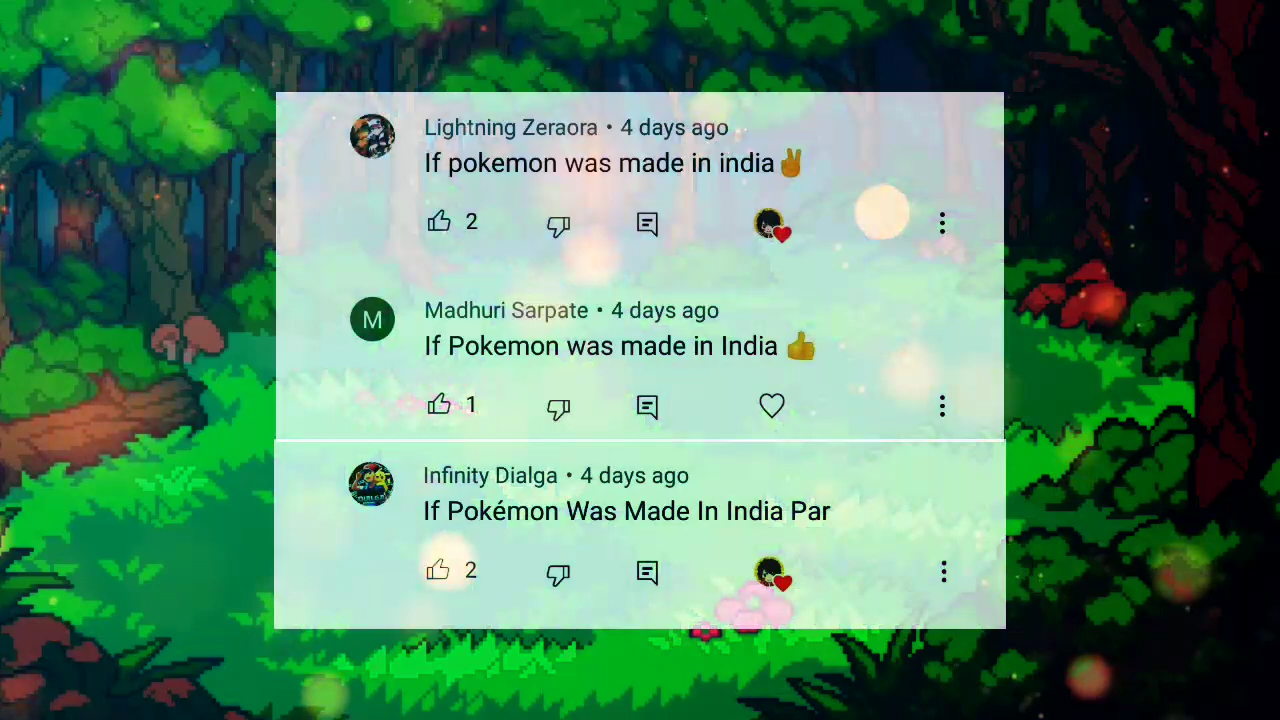 Lightning Zeraora • 4 days ago
If pokemon was made in india✌
2
M
Madhuri Sarpate • 4 days ago
If Pokemon was made in India 👍
1
Infinity Dialga • 4 days ago
If Pokémon Was Made In India Par
2